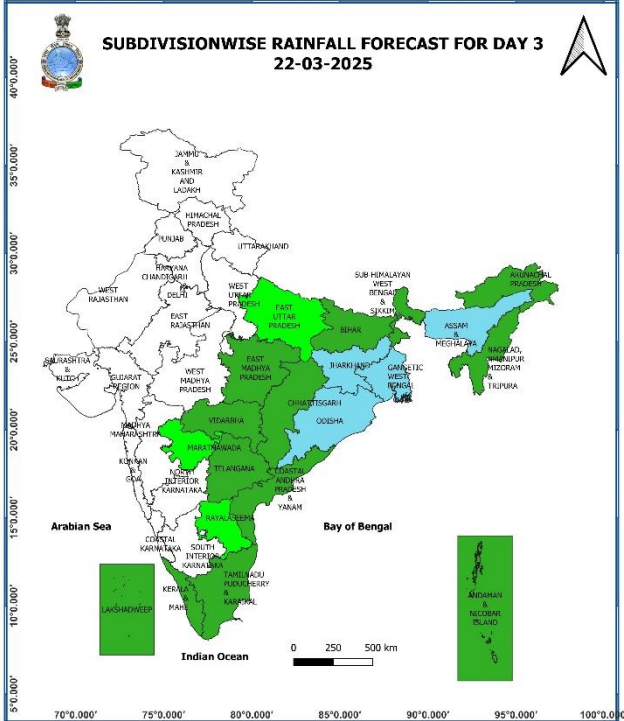 SUBDIVISIONWISE RAINFALL FORECAST FOR DAY 3
22-03-2025
40°0.000'
35°0.000'
30°0.000'
25°0.000'
20°0.000'
15°0.000'
10°0.000'
5°0.000'
JAMMU
&
KASHMIR
AND
LADAKH
HIMACHAL
PRADESH
PUNJAB
UTTARAKHAND
HARYANA
CHANDIGARH
DELHI
WEST
RAJASTHAN
WEST
UTTAR
PRADESH
EAST
UTTAR
PRADESH
SUB HIMALAYAN
WEST
BENGAL
&
SIKKIM
ARUNACHAL
PRADESH
EAST
RAJASTHAN
BIHAR
ASSAM
&
MEGHALAYA
NAGALAD,
MANIPUR
MIZORAM
&
TRIPURA
SAURASHTRA
&
KUTCH
GUJARAT
REGION
WEST
MADHYA
PRADESH
EAST
MADHYA
PRADESH
JHARKHAND
GANGETIC
WEST
BENGAL
CHHATTISGARH
ODISHA
VIDARBHA
MADHYA
MAHARASHTRA
MARATHAWADA
KONKAN
&
GOA
NORTH
INTERIOR
KARNATAKA
TELANGANA
COASTAL
ANDHRA
PRADESH
&
YANAM
RAYALASEEMA
Arabian Sea
Bay of Bengal
COASTAL
KARNATAKA
SOUTH
INTERIOR
KARNATAKA
LAKSHADWEEP
KERALA
&
MAHE
TAMILNADU
PUDUCHERRY
&
KARAIKAL
ANDAMAN
&
NICOBAR
ISLAND
Indian Ocean
0 250 500 km
70°0.000' 75°0.000' 80°0.000' 85°0.000' 90°0.000' 95°0.000' 100°0.000'